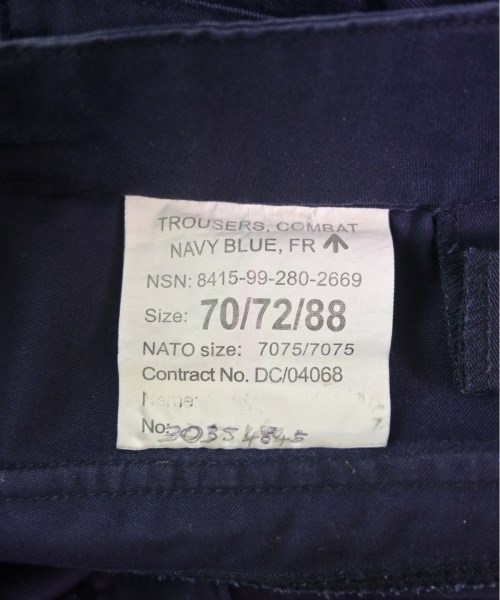 TROUSERS, COMBAT
NAVY BLUE, FR
NSN: 8415-99-280-2669
Size: 70/72/88
NATO size: 7075/7075
Contract No. DC/04068
Name:
No: 30354845